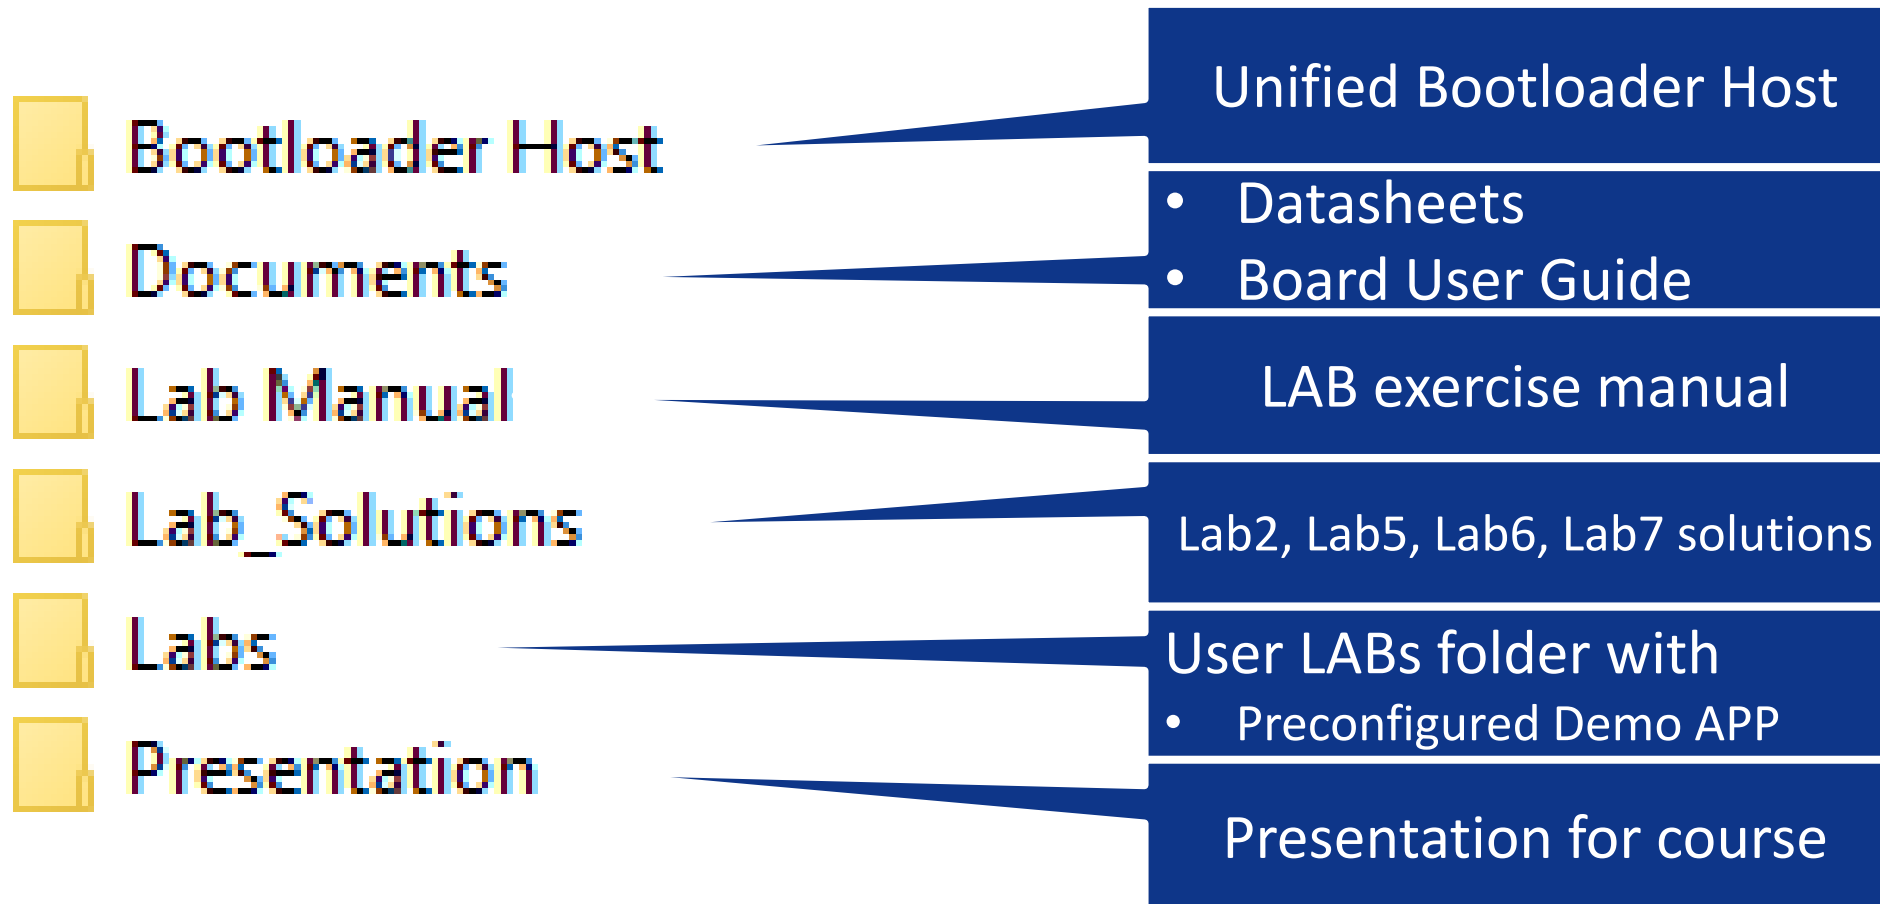 Bootloader Host
Unified Bootloader Host
Documents
• Datasheets
• Board User Guide
Lab Manual
LAB exercise manual
Lab_Solutions
Lab2, Lab5, Lab6, Lab7 solutions
Labs
User LABs folder with
• Preconfigured Demo APP
Presentation
Presentation for course